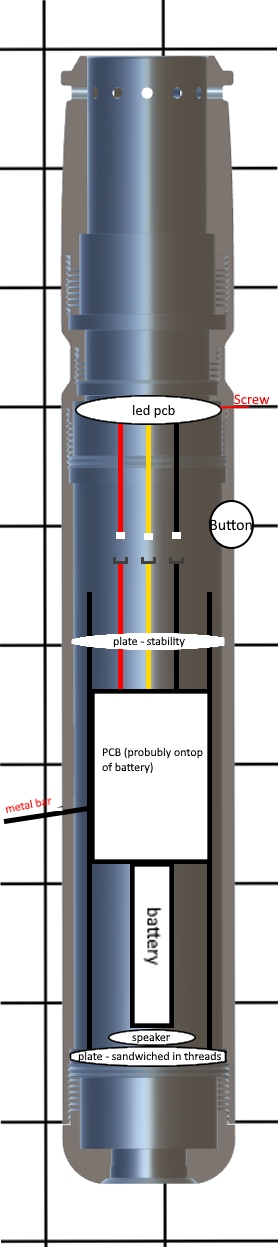 led pcb
Screw
Button
plate - stability
PCB (probubly ontop
of battery)
metal bar
battery
speaker
plate - sandwiched in threads